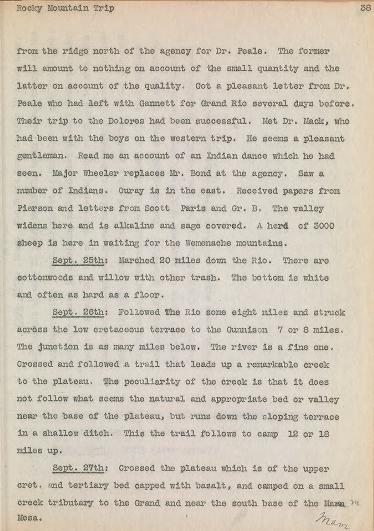 Rocky Mountain Trip 38
from the ridge north of the agency for Dr. Peale. The former
will amount to nothing on account of the small quantity and the
latter on account of the quality. Got a pleasant letter from Dr.
Peale who had left with Gannett for Grand Rio several days before.
Their trip to the Dolores had been successful. Met Dr. Mack, who
had been with the boys on the western trip. He seems a pleasant
gentleman. Read me an account of an Indian dance which he had
seen. Major Wheeler replaces Mr. Bond at the agency. Saw a
number of Indians. Ouray is in the east. Received papers from
Pierson and letters from Scott Paris and Gr. B. The valley
widens here and is alkaline and sage covered. A herd of 3000
sheep is here in waiting for the Wemenache mountains.
Sept. 25th: Marched 20 miles down the Rio. There are
cottonwoods and willow with other trash. The bottom is white
and often as hard as a floor.
Sept. 26th: Followed The Rio some eight miles and struck
across the low cretaceous terrace to the Gunnison 7 or 8 miles.
The junction is as many miles below. The river is a fine one.
Crossed and followed a trail that leads up a remarkable creek
to the plateau. The peculiarity of the creek is that it does
not follow what seems the natural and appropriate bed or valley
near the base of the plateau, but runs down the sloping terrace
in a shallow ditch. This the trail follows to camp 12 or 18
miles up.
Sept. 27th: Crossed the plateau which is of the upper
cret. and tertiary bed capped with basalt, and camped on a small
creek tributary to the Grand and near the south base of the Mama m
Mesa. Mam